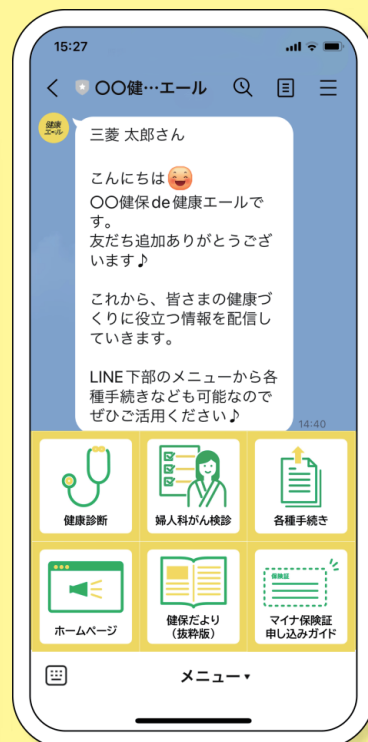 15:27
〇〇健…エール
健康
エール
三菱 太郎さん
こんにちは
〇〇健保de健康エールで
す。
友だち追加ありがとうござ
います♪
これから、皆さまの健康づ
くりに役立つ情報を配信し
ていきます。
LINE下部のメニューから各
種手続きなども可能なので
ぜひご活用ください♪
14:40
健康診断
婦人科がん検診
各種手続き
ホームページ
健保だより
（抜粋版）
保険証
マイナ保険証
申し込みガイド
メニュー▾